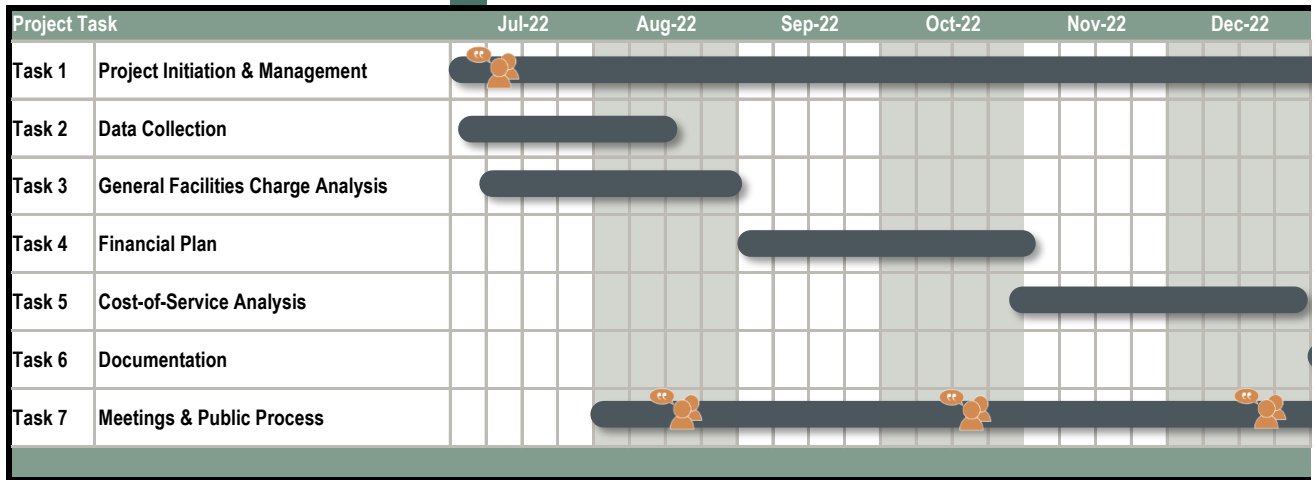 Project Task Jul-22 Aug-22 Sep-22 Oct-22 Nov-22 Dec-22
Task 1 Project Initiation & Management
Task 2 Data Collection
Task 3 General Facilities Charge Analysis
Task 4 Financial Plan
Task 5 Cost-of-Service Analysis
Task 6 Documentation
Task 7 Meetings & Public Process